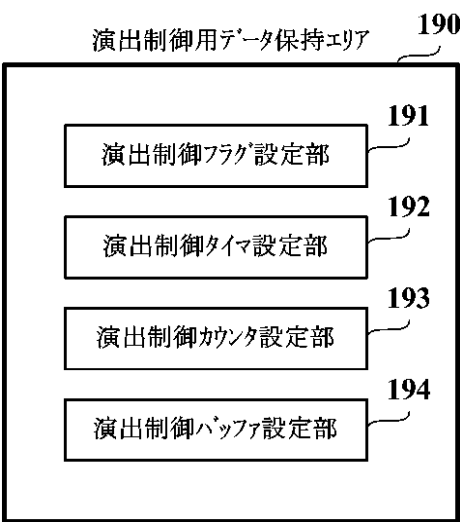 190
演出制御用ﾃﾞｰﾀ保持ｴﾘｱ
191
演出制御ﾌﾗｸﾞ設定部
192
演出制御ﾀｲﾏ設定部
193
演出制御ｶｳﾝﾀ設定部
194
演出制御ﾊﾞｯﾌｧ設定部